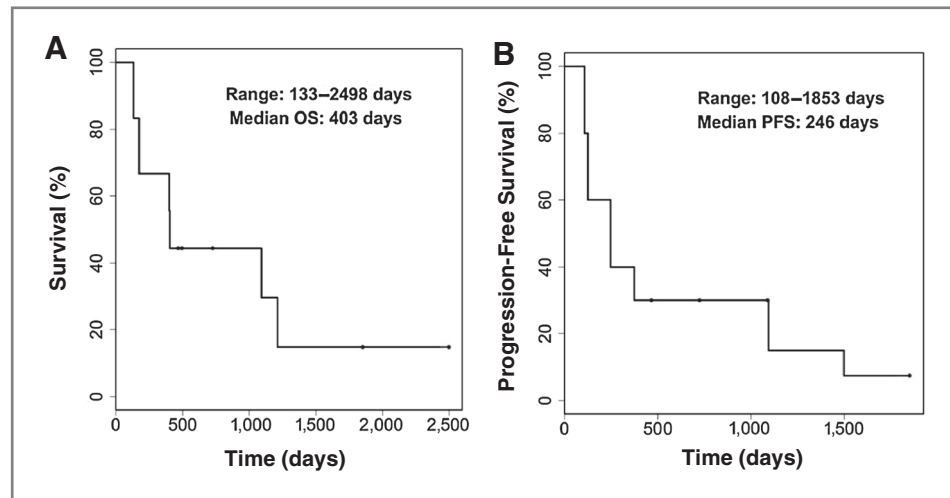 A
Range: 133–2498 days
Median OS: 403 days
Survival (%)
100
80
60
40
20
0
0 500 1,000 1,500 2,000 2,500
Time (days)
B
Range: 108–1853 days
Median PFS: 246 days
Progression-Free Survival (%)
100
80
60
40
20
0
0 500 1,000 1,500
Time (days)